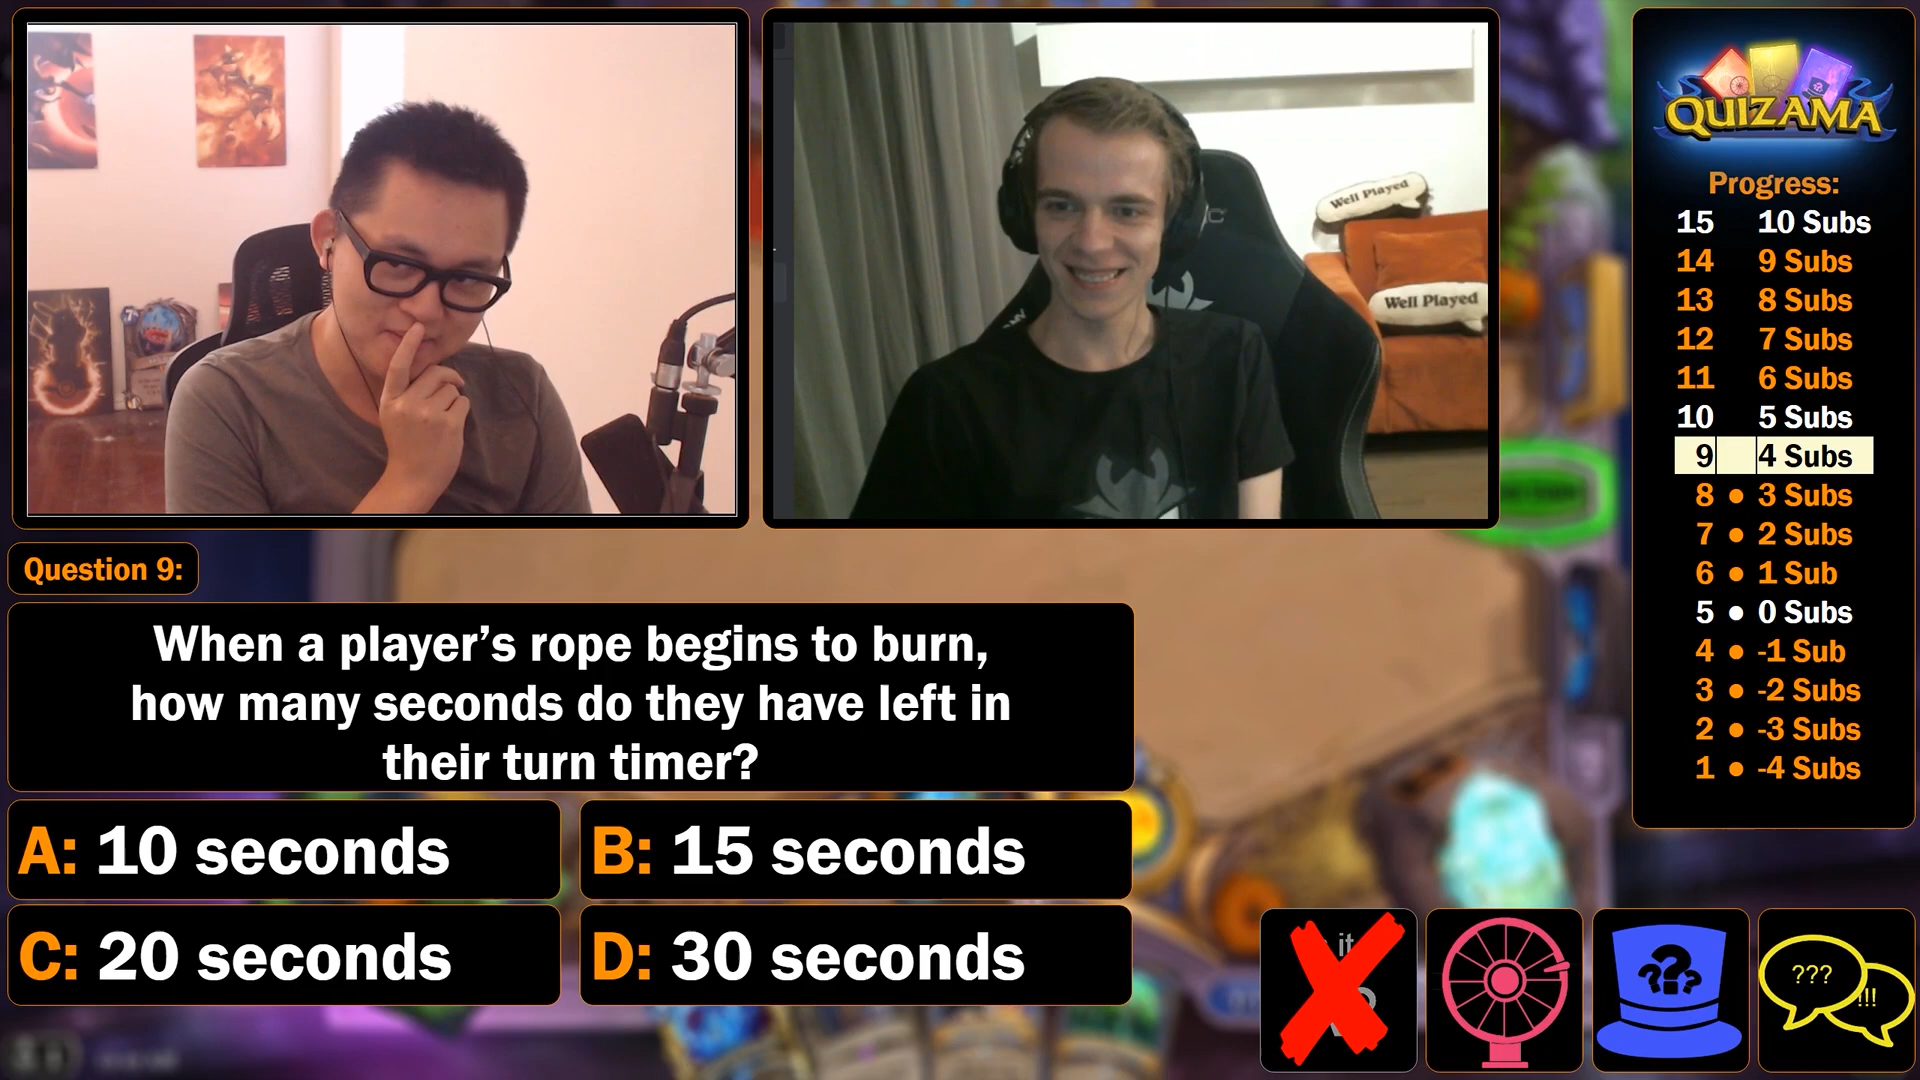 QUIZAMA
Progress:
15 10 Subs
14 9 Subs
13 8 Subs
12 7 Subs
11 6 Subs
10 5 Subs
9 4 Subs
8 • 3 Subs
7 • 2 Subs
6 • 1 Sub
5 • 0 Subs
4 • -1 Sub
3 • -2 Subs
2 • -3 Subs
1 • -4 Subs
Well Played
Well Played
Question 9:
When a player’s rope begins to burn,
how many seconds do they have left in
their turn timer?
A: 10 seconds
B: 15 seconds
C: 20 seconds
D: 30 seconds
it
???
!!!